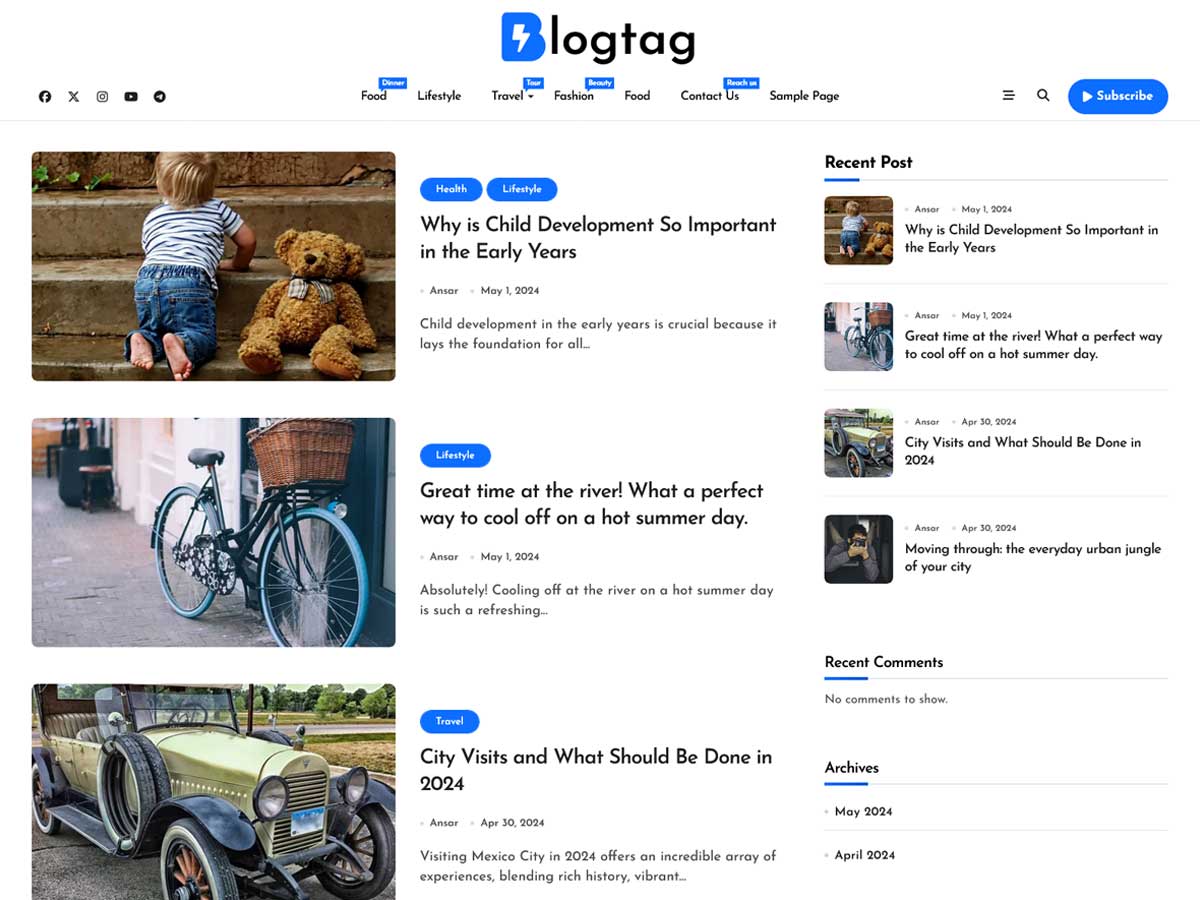 Blogtag
Dinner
Tour
Beauty
Reach us
Food
Lifestyle
Travel
Fashion
Food
Contact Us
Sample Page
Subscribe
Health
Lifestyle
Why is Child Development So Important
in the Early Years
Ansar May 1, 2024
Child development in the early years is crucial because it
lays the foundation for all...
Lifestyle
Great time at the river! What a perfect
way to cool off on a hot summer day.
Ansar May 1, 2024
Absolutely! Cooling off at the river on a hot summer day
is such a refreshing...
Travel
City Visits and What Should Be Done in
2024
Ansar Apr 30, 2024
Visiting Mexico City in 2024 offers an incredible array of
experiences, blending rich history, vibrant...
Recent Post
Ansar May 1, 2024
Why is Child Development So Important in
the Early Years
Ansar May 1, 2024
Great time at the river! What a perfect way
to cool off on a hot summer day.
Ansar Apr 30, 2024
City Visits and What Should Be Done in
2024
Ansar Apr 30, 2024
Moving through: the everyday urban jungle
of your city
Recent Comments
No comments to show.
Archives
May 2024
April 2024